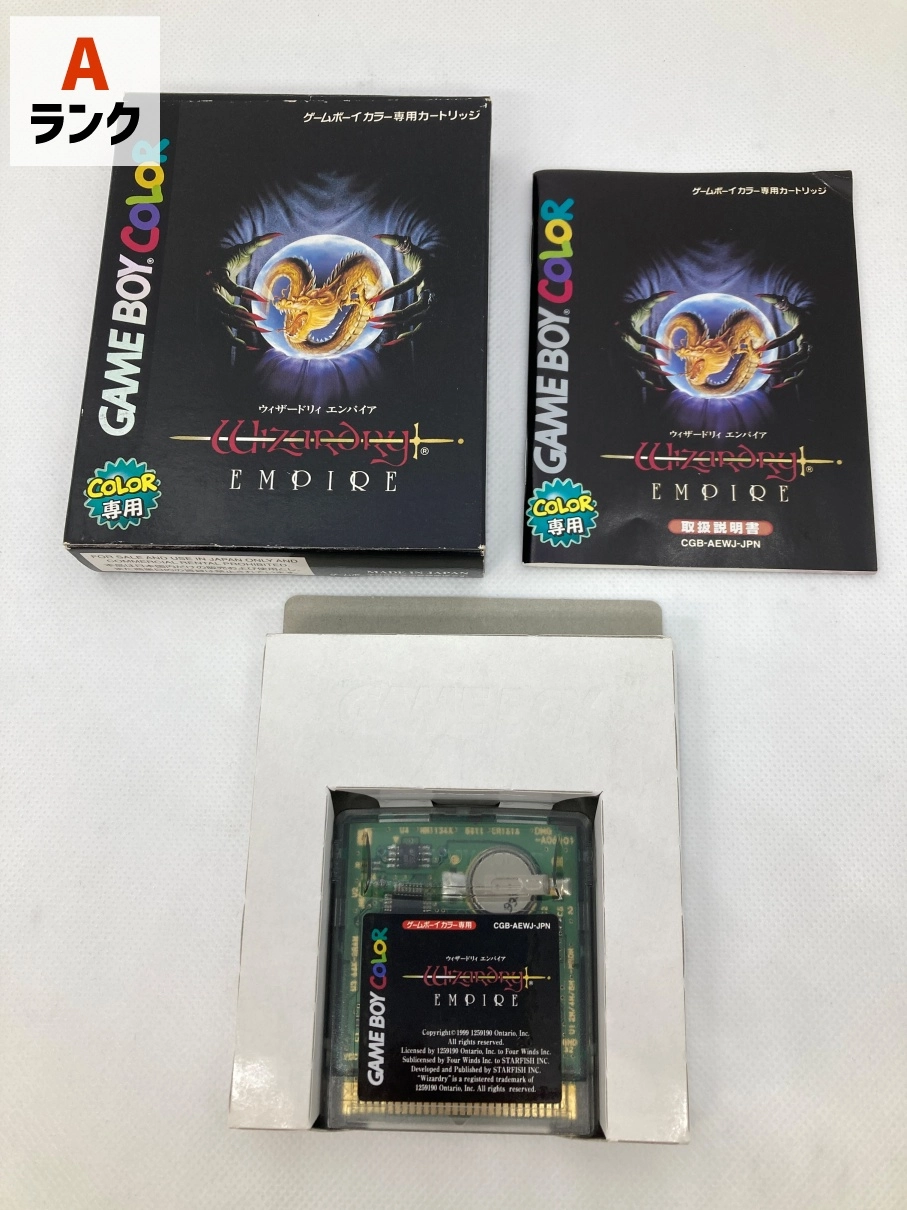 A
ランク
ゲームボーイ カラー専用カートリッジ
GAME BOY® COLOR
ウィザードリィ エンパイア
Wizardry®
EMPIRE
COLOR
専用
FOR SALE AND USE IN JAPAN ONLY AND
COMMERCIAL RENTAL PROHIBITED.
MADE IN JAPAN
ゲームボーイ カラー専用カートリッジ
GAME BOY® COLOR
ウィザードリィ エンパイア
Wizardry®
EMPIRE
COLOR
専用
取扱説明書
CGB-AEWJ-JPN
ゲームボーイ カラー専用
CGB-AEWJ-JPN
GAME BOY COLOR
ウィザードリィ エンパイア
Wizardry®
EMPIRE
Copyright© 1999 1259190 Ontario, Inc.
All rights reserved.
Licensed by 1259190 Ontario, Inc. to Four Winds Inc.
Sublicensed by Four Winds Inc. to STARFISH INC.
Developed and Published by STARFISH INC.
"Wizardry" is a registered trademark of
1259190 Ontario, Inc. All rights reserved.